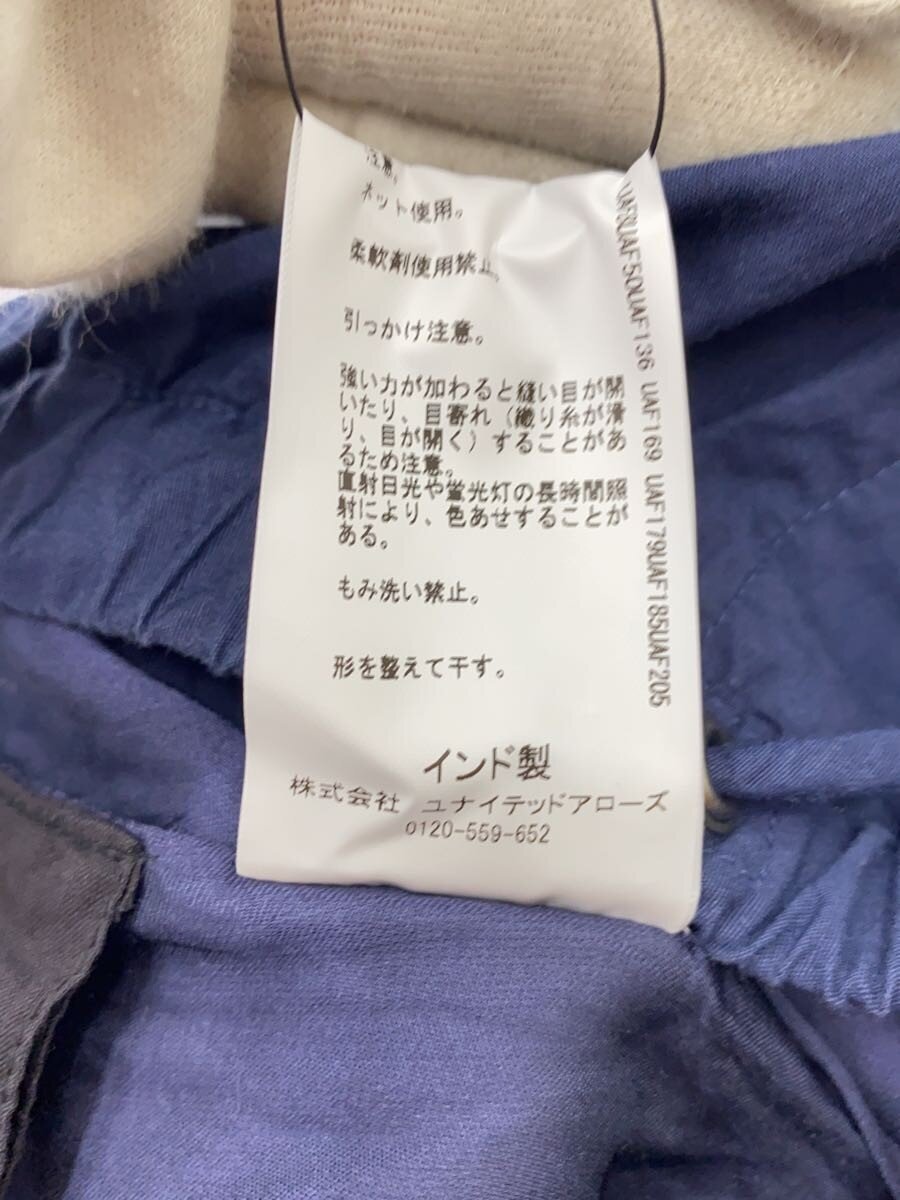 注意。
ネット使用。
柔軟剤使用禁止。
引っかけ注意。
強い力が加わると縫い目が開
いたり、目寄れ（織り糸が滑
り、目が開く）することがあ
るため注意。
直射日光や蛍光灯の長時間照
射により、色あせすることが
ある。
もみ洗い禁止。
形を整えて干す。
インド製
株式会社 ユナイテッドアローズ
0120-559-652
UAF8UAF50UAF136 UAF169 UAF179UAF185UAF205